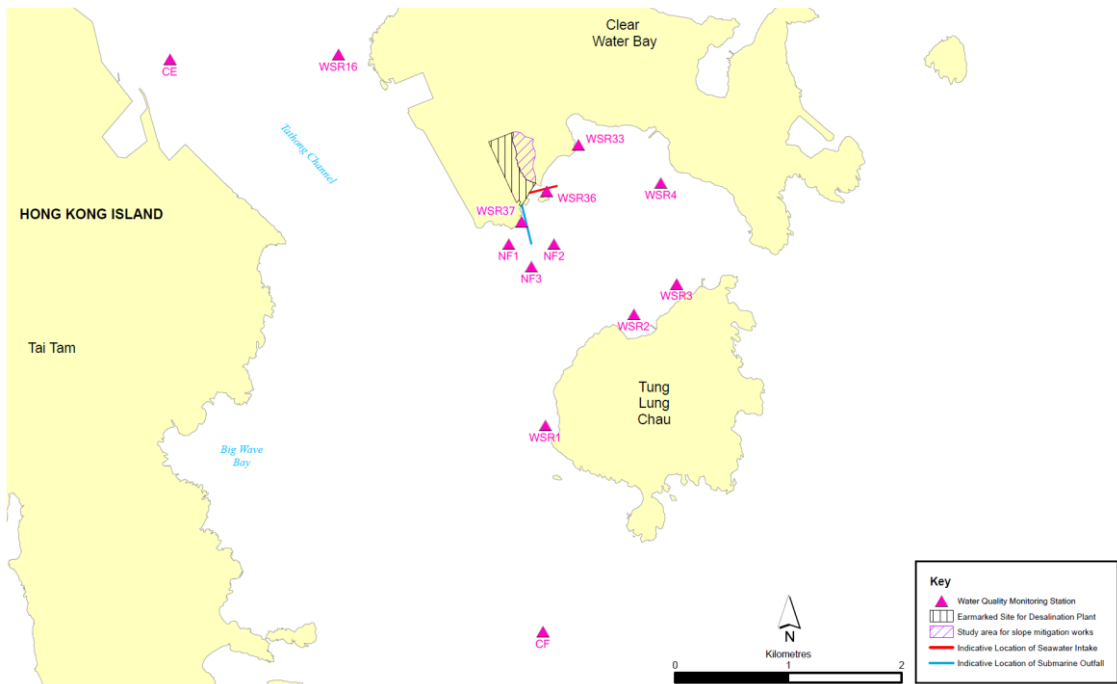 Clear
Water Bay
CE
WSR16
Tathong Channel
WSR33
WSR36
WSR4
HONG KONG ISLAND
WSR37
NF1
NF2
NF3
WSR3
WSR2
Tai Tam
Tung
Lung
Chau
WSR1
Big Wave
Bay
CF
N
Kilometres
0 1 2
Key
Water Quality Monitoring Station
Earmarked Site for Desalination Plant
Study area for slope mitigation works
Indicative Location of Seawater Intake
Indicative Location of Submarine Outfall